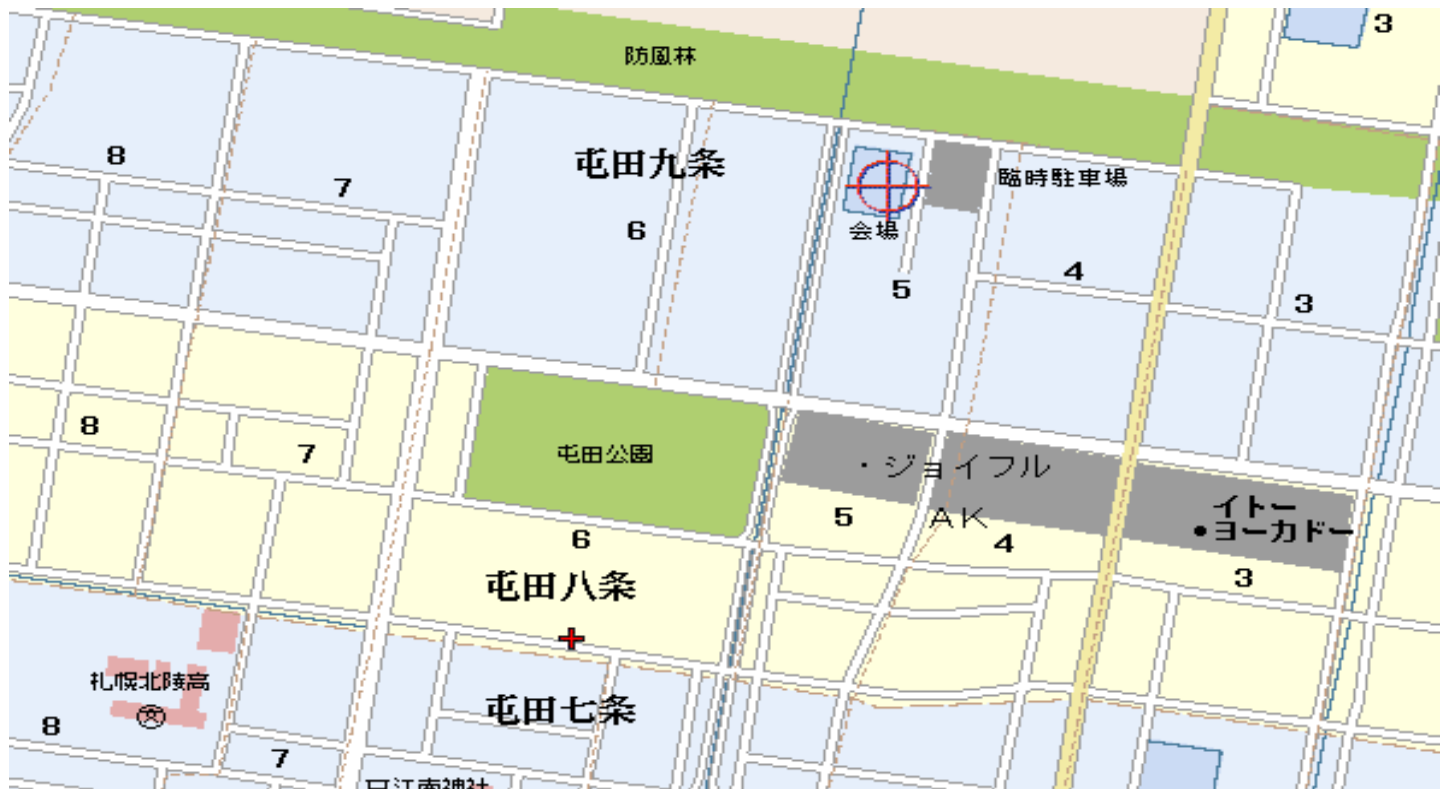 3
防風林
8
7
屯田九条
6
臨時駐車場
会場
5
4
3
8
7
屯田公園
・ジョイフル
AK
イトー
●ヨーカドー
5
4
3
6
屯田八条
札幌北陵高
文
8
7
屯田七条